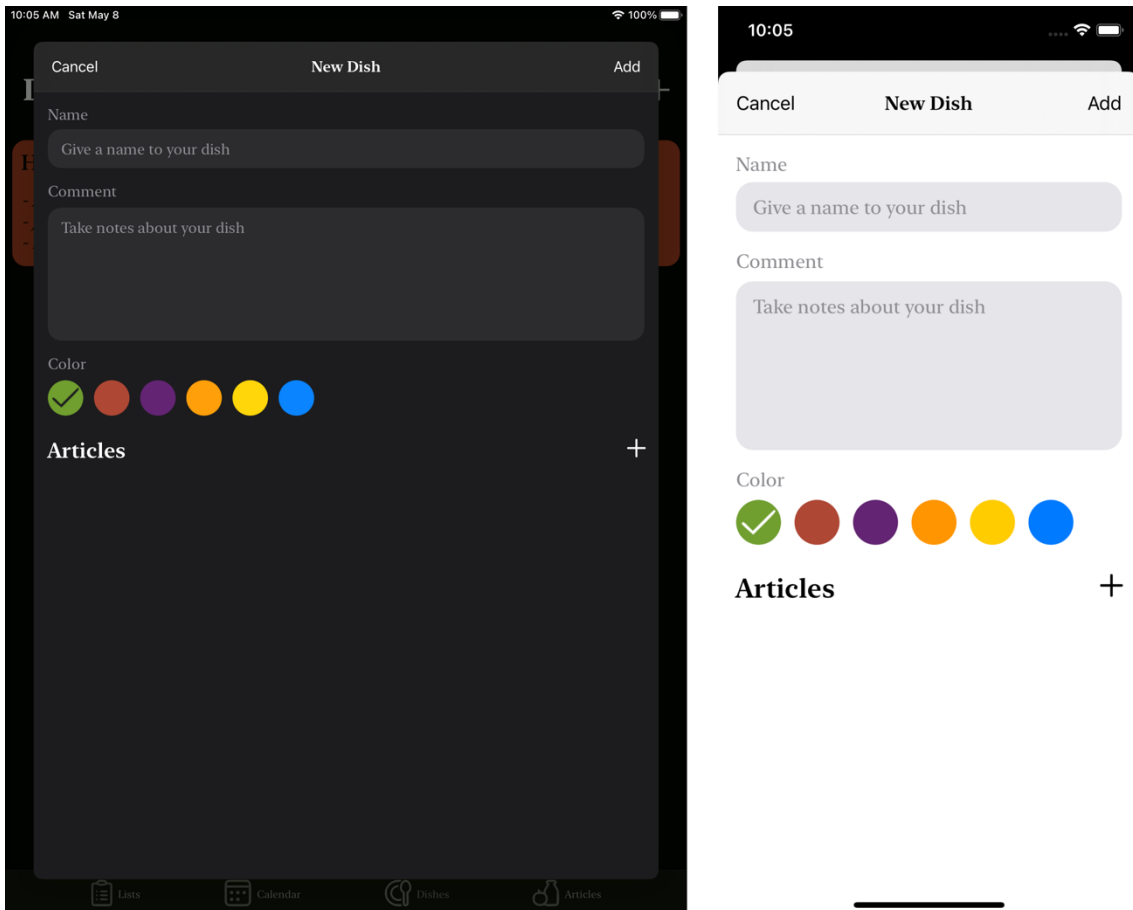 10:05 AM Sat May 8
100%
Cancel
New Dish
Add
Name
Give a name to your dish
Comment
Take notes about your dish
Color
Articles
Lists
Calendar
Dishes
Articles
10:05
Cancel
New Dish
Add
Name
Give a name to your dish
Comment
Take notes about your dish
Color
Articles